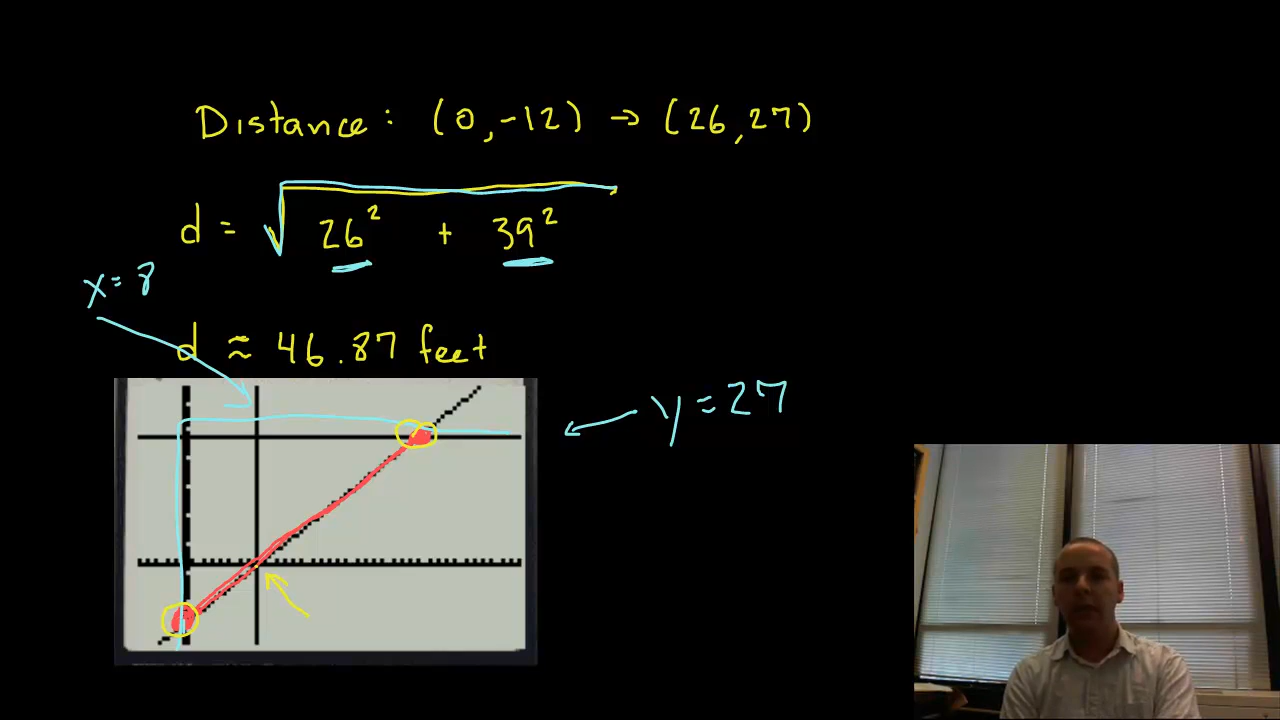 Distance: (0,-12) → (26,27)
d = √ 26² + 39²
x = 8
d ≈ 46.87 feet
y = 27